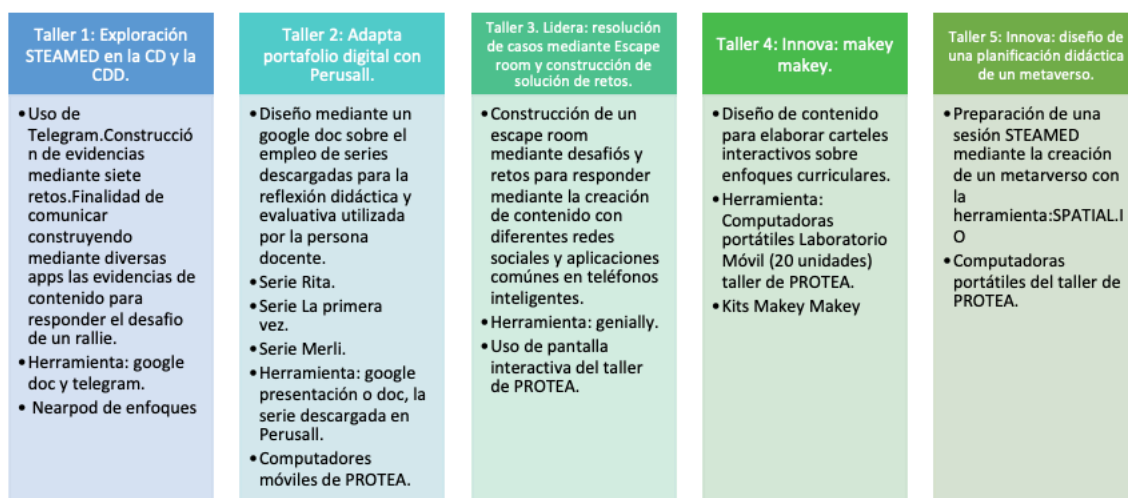 Taller 1: Exploración
STEAMED en la CD y la
CDD.
•Uso de
Telegram.Construcció
n de evidencias
mediante siete
retos.Finalidad de
comunicar
construyendo
mediante diversas
apps las evidencias de
contenido para
responder el desafio
de un rallie.
•Herramienta: google
doc y telegram.
• Nearpod de enfoques
Taller 2: Adapta
portafolio digital con
Perusall.
•Diseño mediante un
google doc sobre el
empleo de series
descargadas para la
reflexión didáctica y
evaluativa utilizada
por la persona
docente.
•Serie Rita.
•Serie La primera
vez.
•Serie Merli.
•Herramienta: google
presentación o doc, la
serie descargada en
Perusall.
•Computadores
móviles de PROTEA.
Taller 3. Lidera: resolución
de casos mediante Escape
room y construcción de
solución de retos.
•Construcción de un
escape room
mediante desafiós y
retos para responder
mediante la creación
de contenido con
diferentes redes
sociales y aplicaciones
comúnes en teléfonos
inteligentes.
•Herramienta: genially.
•Uso de pantalla
interactiva del taller
de PROTEA.
Taller 4: Innova: makey
makey.
•Diseño de contenido
para elaborar carteles
interactivos sobre
enfoques curriculares.
•Herramienta:
Computadoras
portátiles Laboratorio
Móvil (20 unidades)
taller de PROTEA.
•Kits Makey Makey
Taller 5: Innova: diseño de
una planificación didáctica
de un metaverso.
•Preparación de una
sesión STEAMED
mediante la creación
de un metarverso con
la
herramienta:SPATIAL.I
O
•Computadoras
portátiles del taller de
PROTEA.